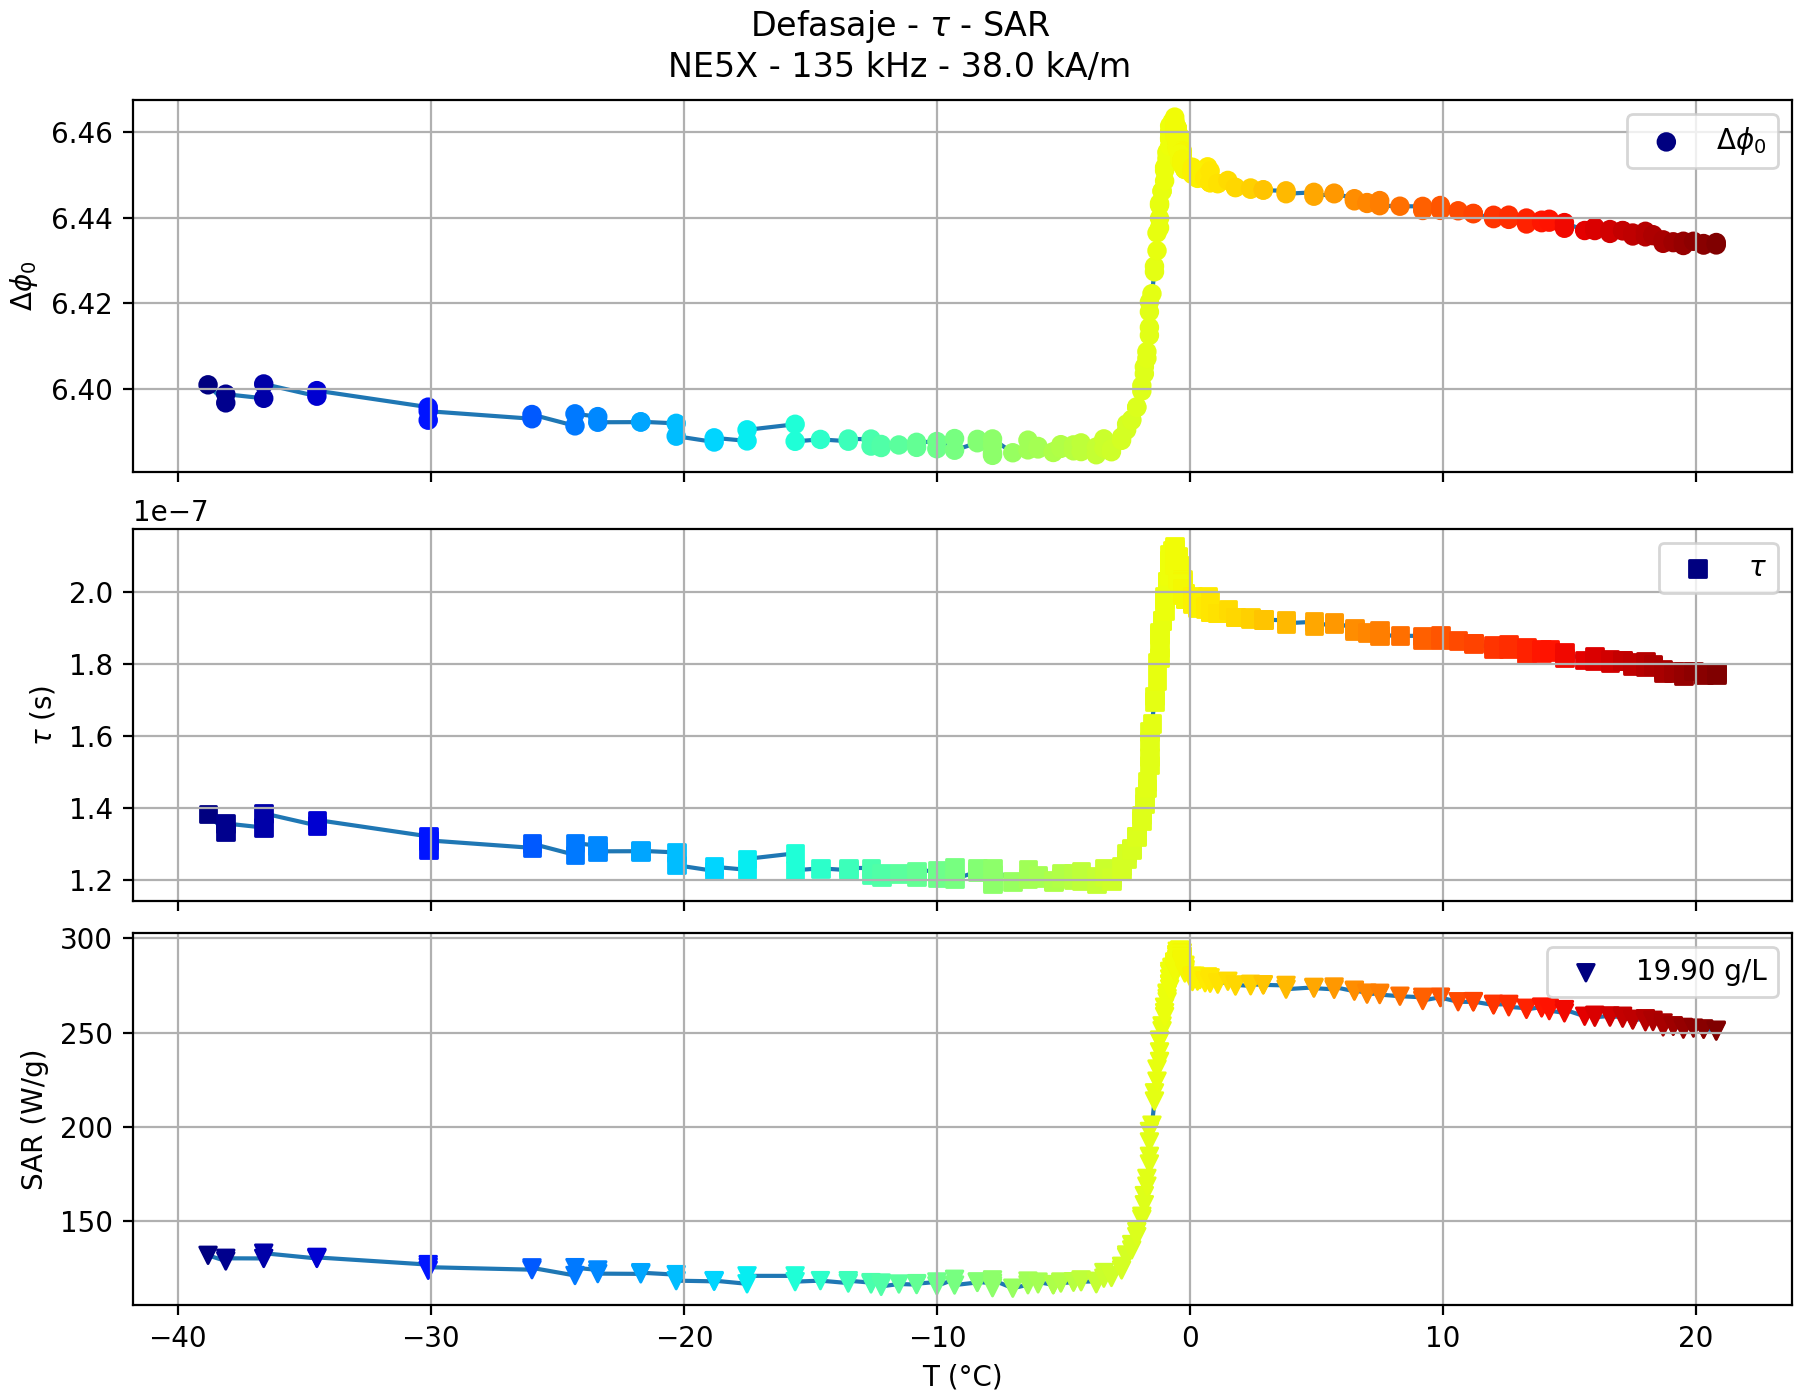 Defasaje - τ - SAR
NE5X - 135 kHz - 38.0 kA/m
6.46
6.44
6.42
6.40
Δϕ₀
Δϕ₀
1e−7
2.0
1.8
1.6
1.4
1.2
τ (s)
τ
300
250
200
150
SAR (W/g)
19.90 g/L
−40
−30
−20
−10
0
10
20
T (°C)